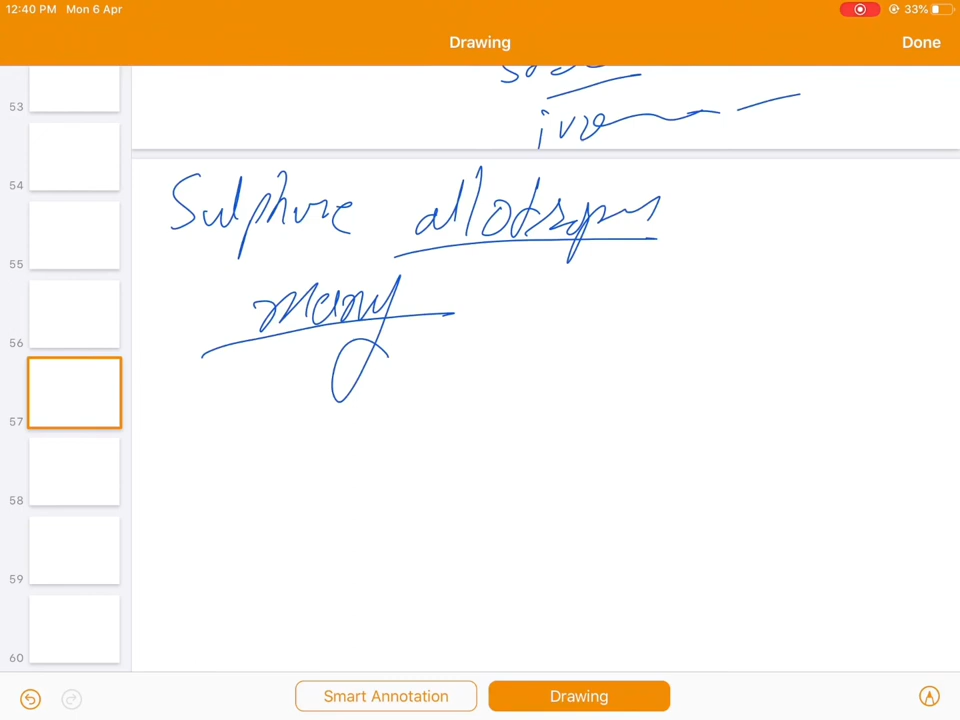 12:40 PM Mon 6 Apr
33%
Drawing
Done
53
54
Sulphure allotropes
55
many
56
57
58
59
60
Smart Annotation
Drawing